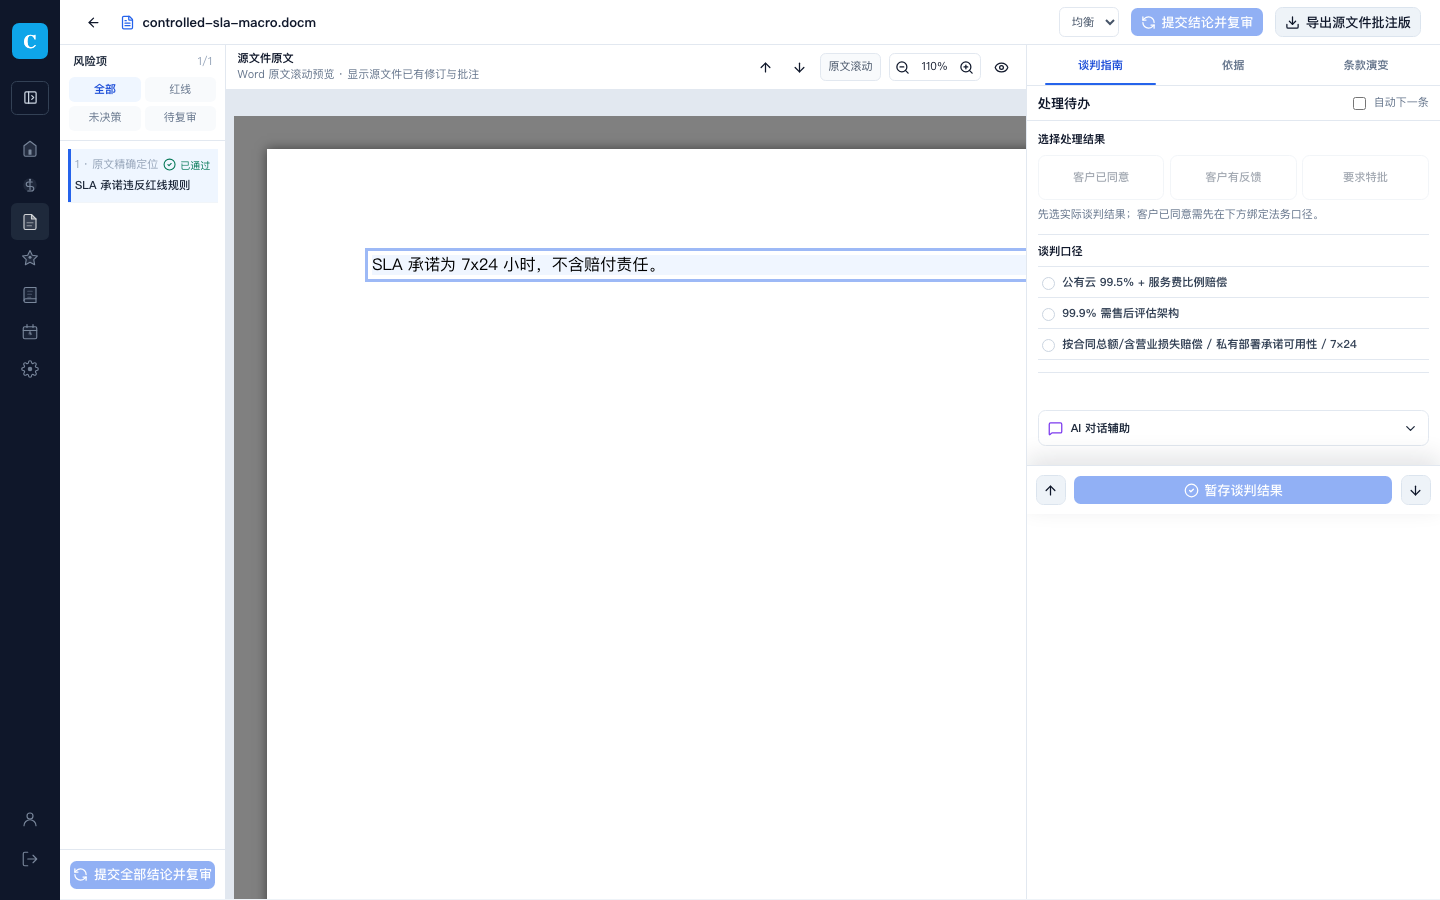 C
controlled-sla-macro.docm
均衡
提交结论并复审
导出源文件批注版
风险项
1/1
全部
红线
未决策
待复审
1 · 原文精确定位
已通过
SLA 承诺违反红线规则
提交全部结论并复审
源文件原文
Word 原文滚动预览 · 显示源文件已有修订与批注
原文滚动
110%
SLA 承诺为 7x24 小时，不含赔付责任。
谈判指南
依据
条款演变
处理待办
自动下一条
选择处理结果
客户已同意
客户有反馈
要求特批
先选实际谈判结果；客户已同意需先在下方绑定法务口径。
谈判口径
公有云 99.5% + 服务费比例赔偿
99.9% 需售后评估架构
按合同总额/含营业损失赔偿 / 私有部署承诺可用性 / 7×24
AI 对话辅助
暂存谈判结果